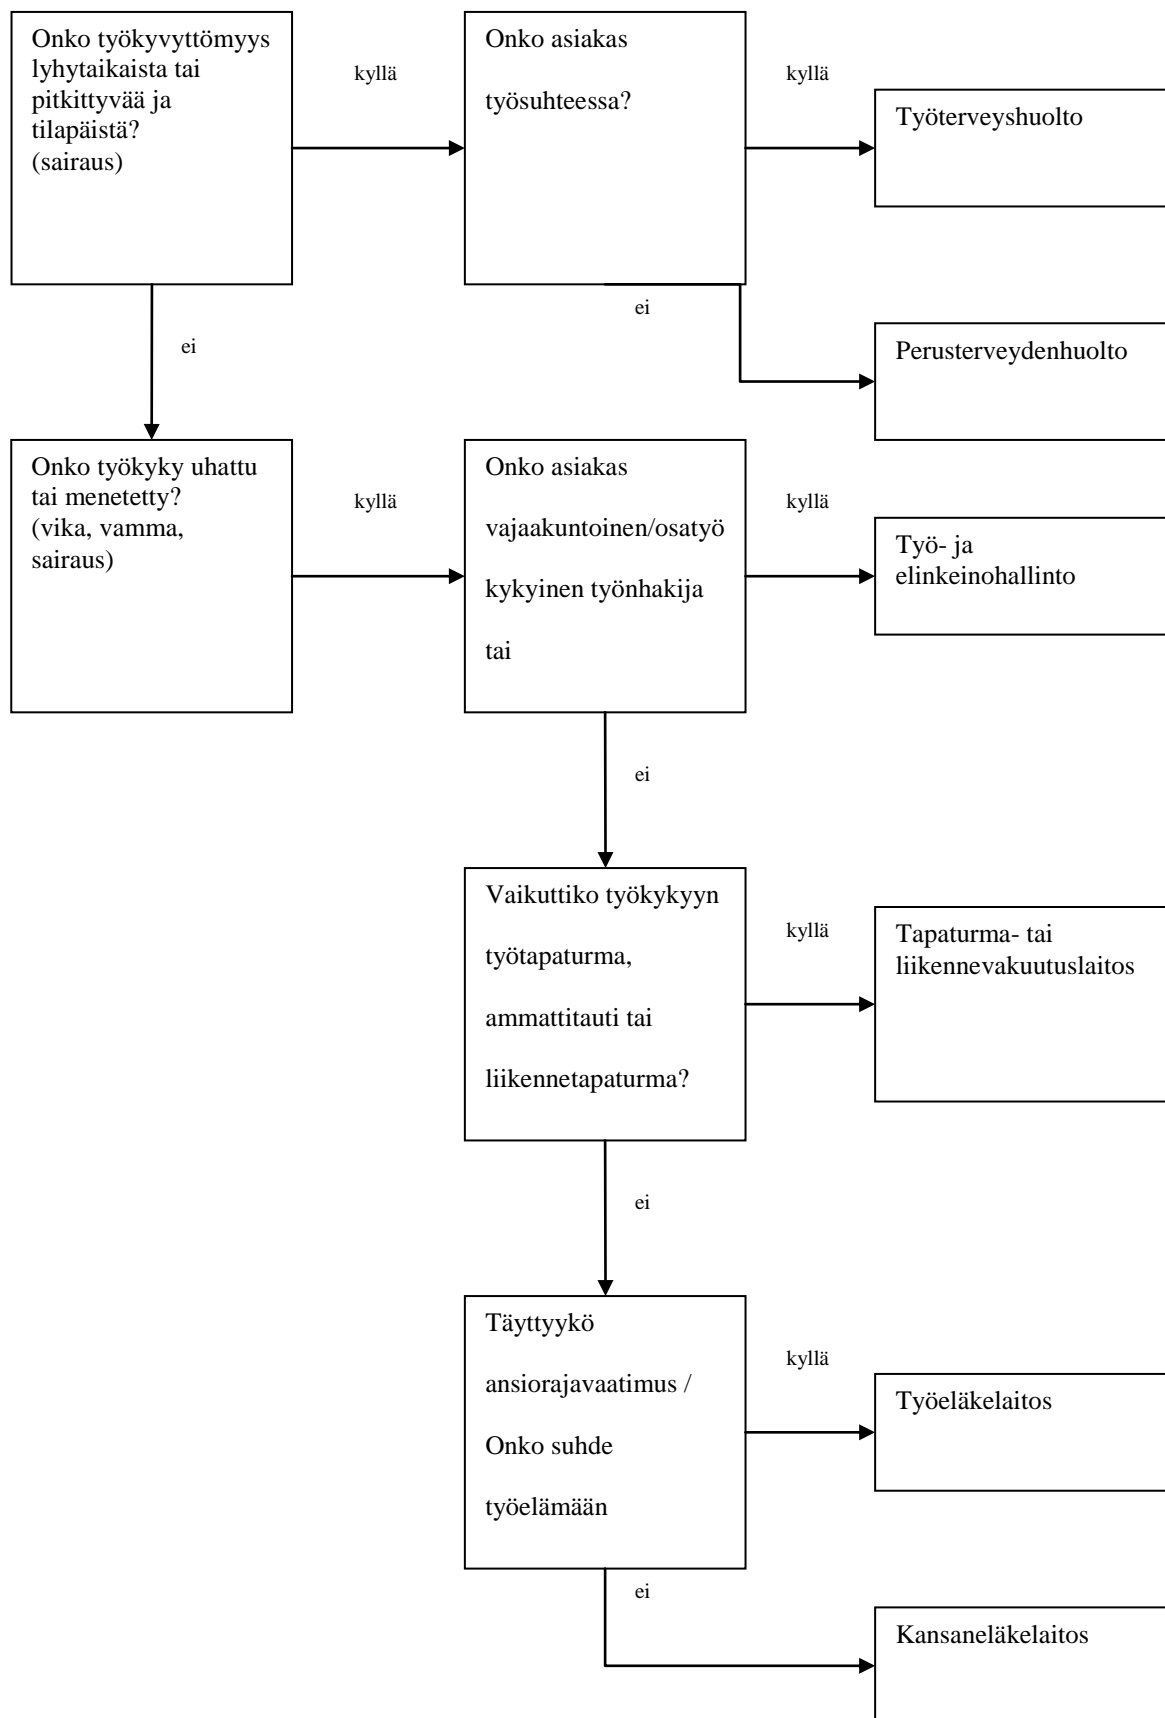 Onko työkyvyttömyys
lyhytaikaista tai
pitkittyvää ja
tilapäistä?
(sairaus)
kyllä
Onko asiakas
työsuhteessa?
kyllä
Työterveyshuolto
ei
ei
Perusterveydenhuolto
Onko työkyky uhattu
tai menetetty?
(vika, vamma,
sairaus)
kyllä
Onko asiakas
vajaakuntoinen/osatyö
kykyinen työnhakija
tai
kyllä
Työ- ja
elinkeinohallinto
ei
Vaikuttiko työkykyyn
työtapaturma,
ammattitauti tai
liikennetapaturma?
kyllä
Tapaturma- tai
liikennevakuutuslaitos
ei
Täyttyykö
ansiorajavaatimus /
Onko suhde
työelämään
kyllä
Työeläkelaitos
ei
Kansaneläkelaitos